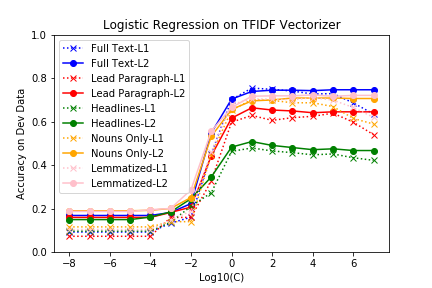 Logistic Regression on TFIDF Vectorizer
1.0
0.8
0.6
0.4
0.2
0.0
Accuracy on Dev Data
Full Text-L1
Full Text-L2
Lead Paragraph-L1
Lead Paragraph-L2
Headlines-L1
Headlines-L2
Nouns Only-L1
Nouns Only-L2
Lemmatized-L1
Lemmatized-L2
−8 −6 −4 −2 0 2 4 6
Log10(C)